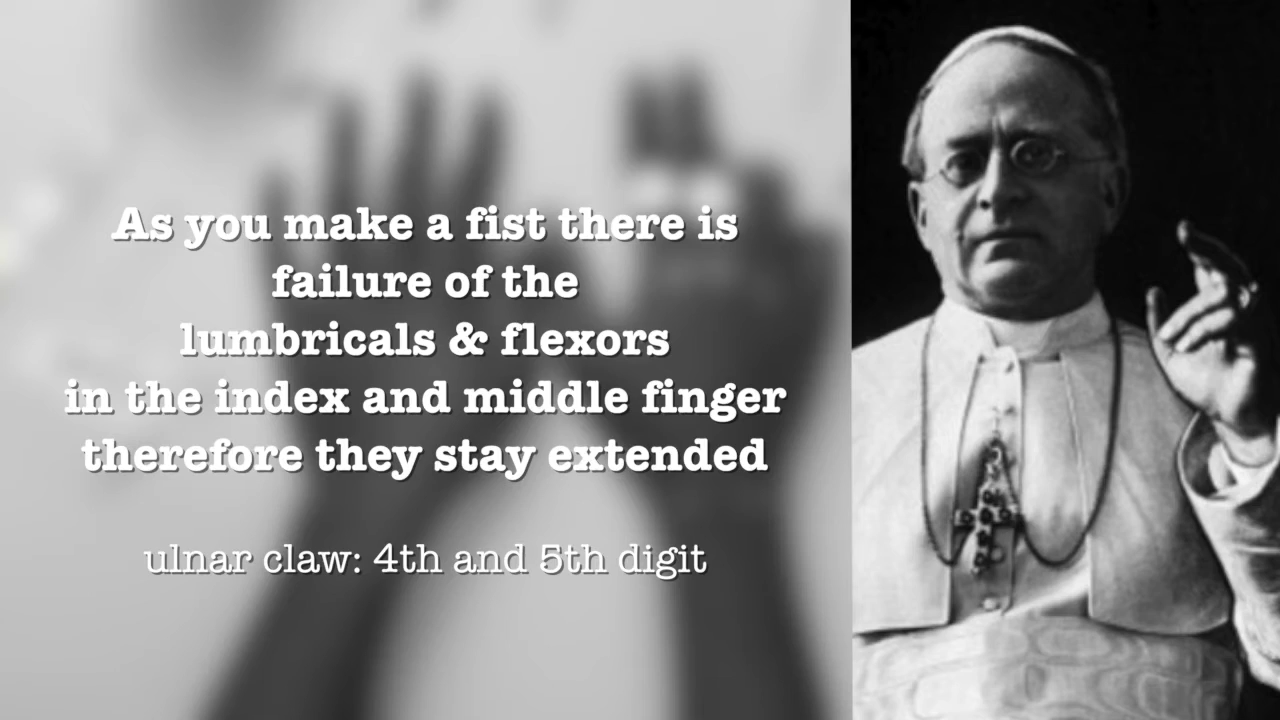 As you make a fist there is
failure of the
lumbricals & flexors
in the index and middle finger
therefore they stay extended
ulnar claw: 4th and 5th digit